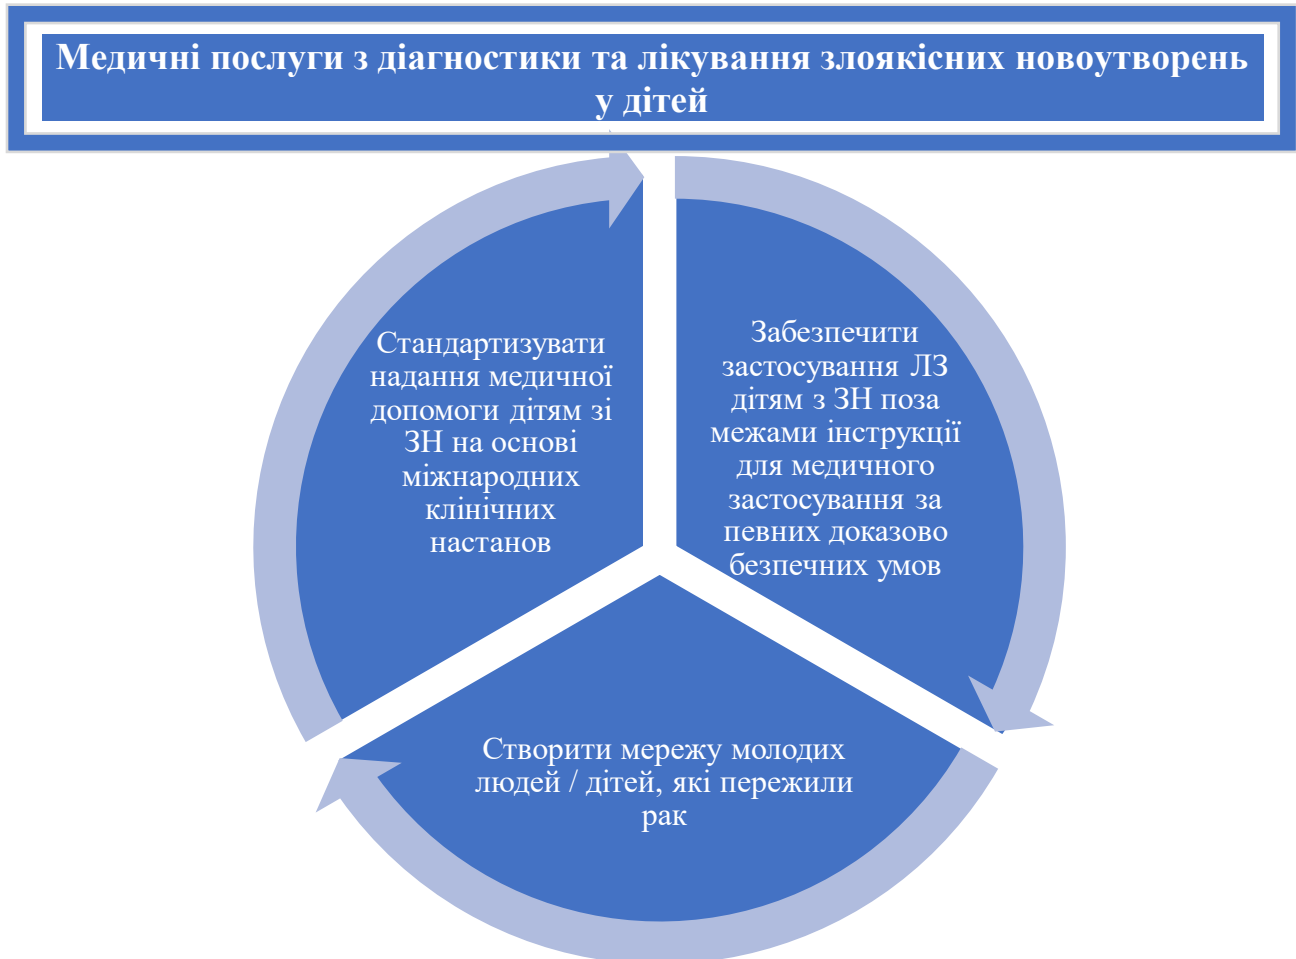 Медичні послуги з діагностики та лікування злоякісних новоутворень
у дітей
Стандартизувати
надання медичної
допомоги дітям зі
ЗН на основі
міжнародних
клінічних
настанов
Забезпечити
застосування ЛЗ
дітям з ЗН поза
межами інструкції
для медичного
застосування за
певних доказово
безпечних умов
Створити мережу молодих
людей / дітей, які пережили
рак